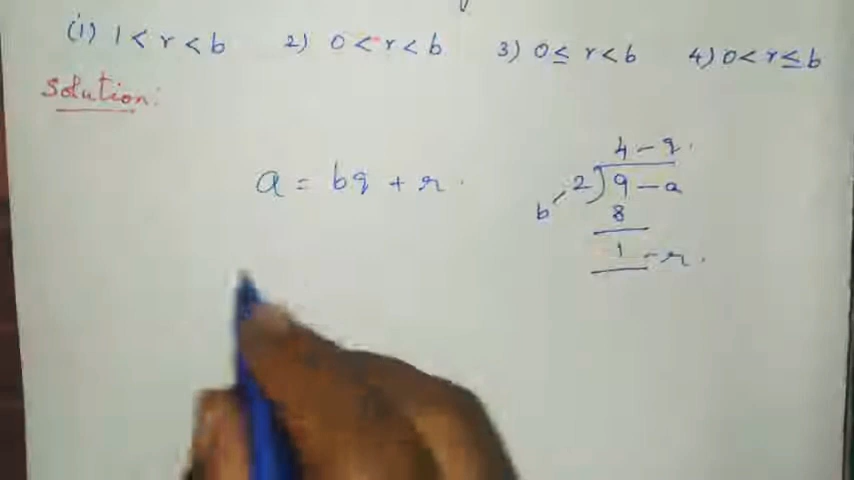 (i) 1 < r < b   2) 0 < r < b   3) 0 ≤ r < b   4) 0 < r ≤ b
Solution:
a = bq + r.
4 - q.
b 2) 9 - a
8
1 - r.